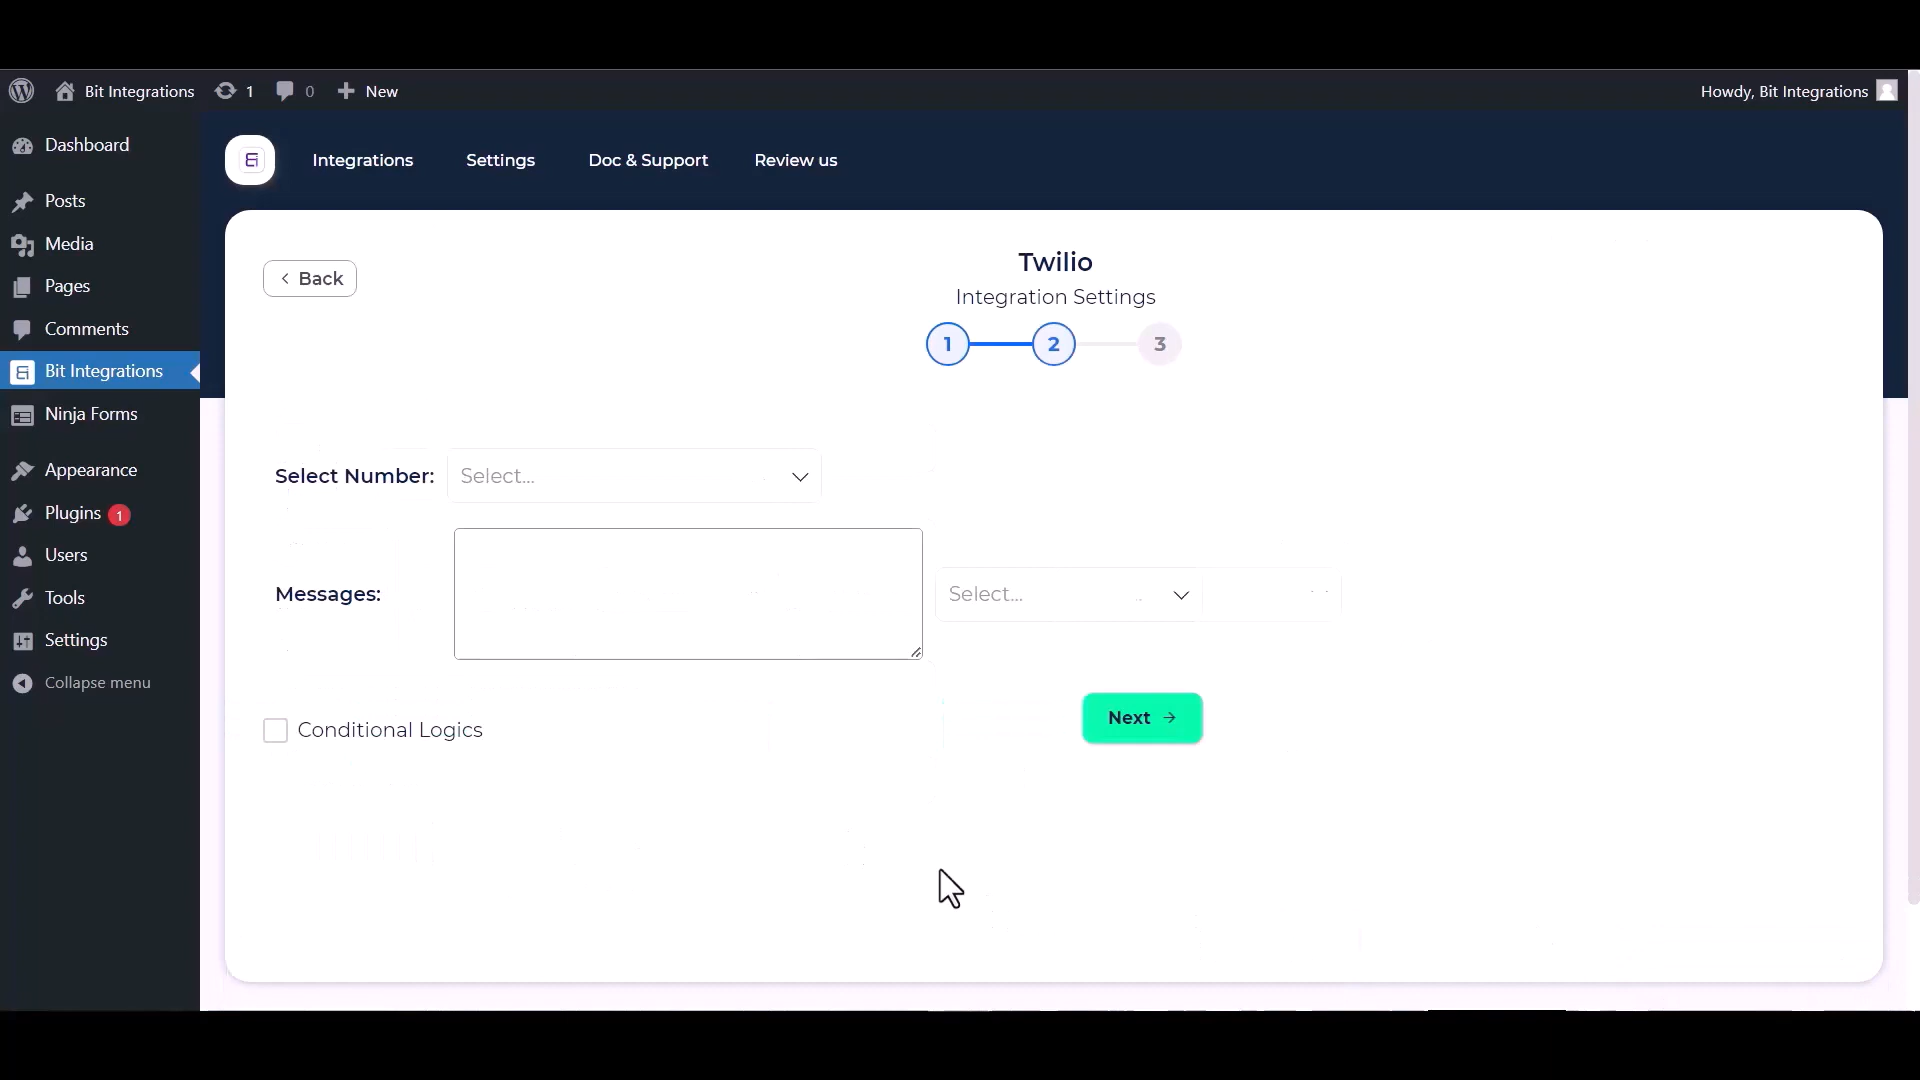 Bit Integrations 1 0 New Howdy, Bit Integrations
Dashboard
Posts
Media
Pages
Comments
Bit Integrations
Ninja Forms
Appearance
Plugins 1
Users
Tools
Settings
Collapse menu
Integrations Settings Doc & Support Review us
Back
Twilio
Integration Settings
1 2 3
Select Number: Select...
Messages: Select...
Conditional Logics
Next